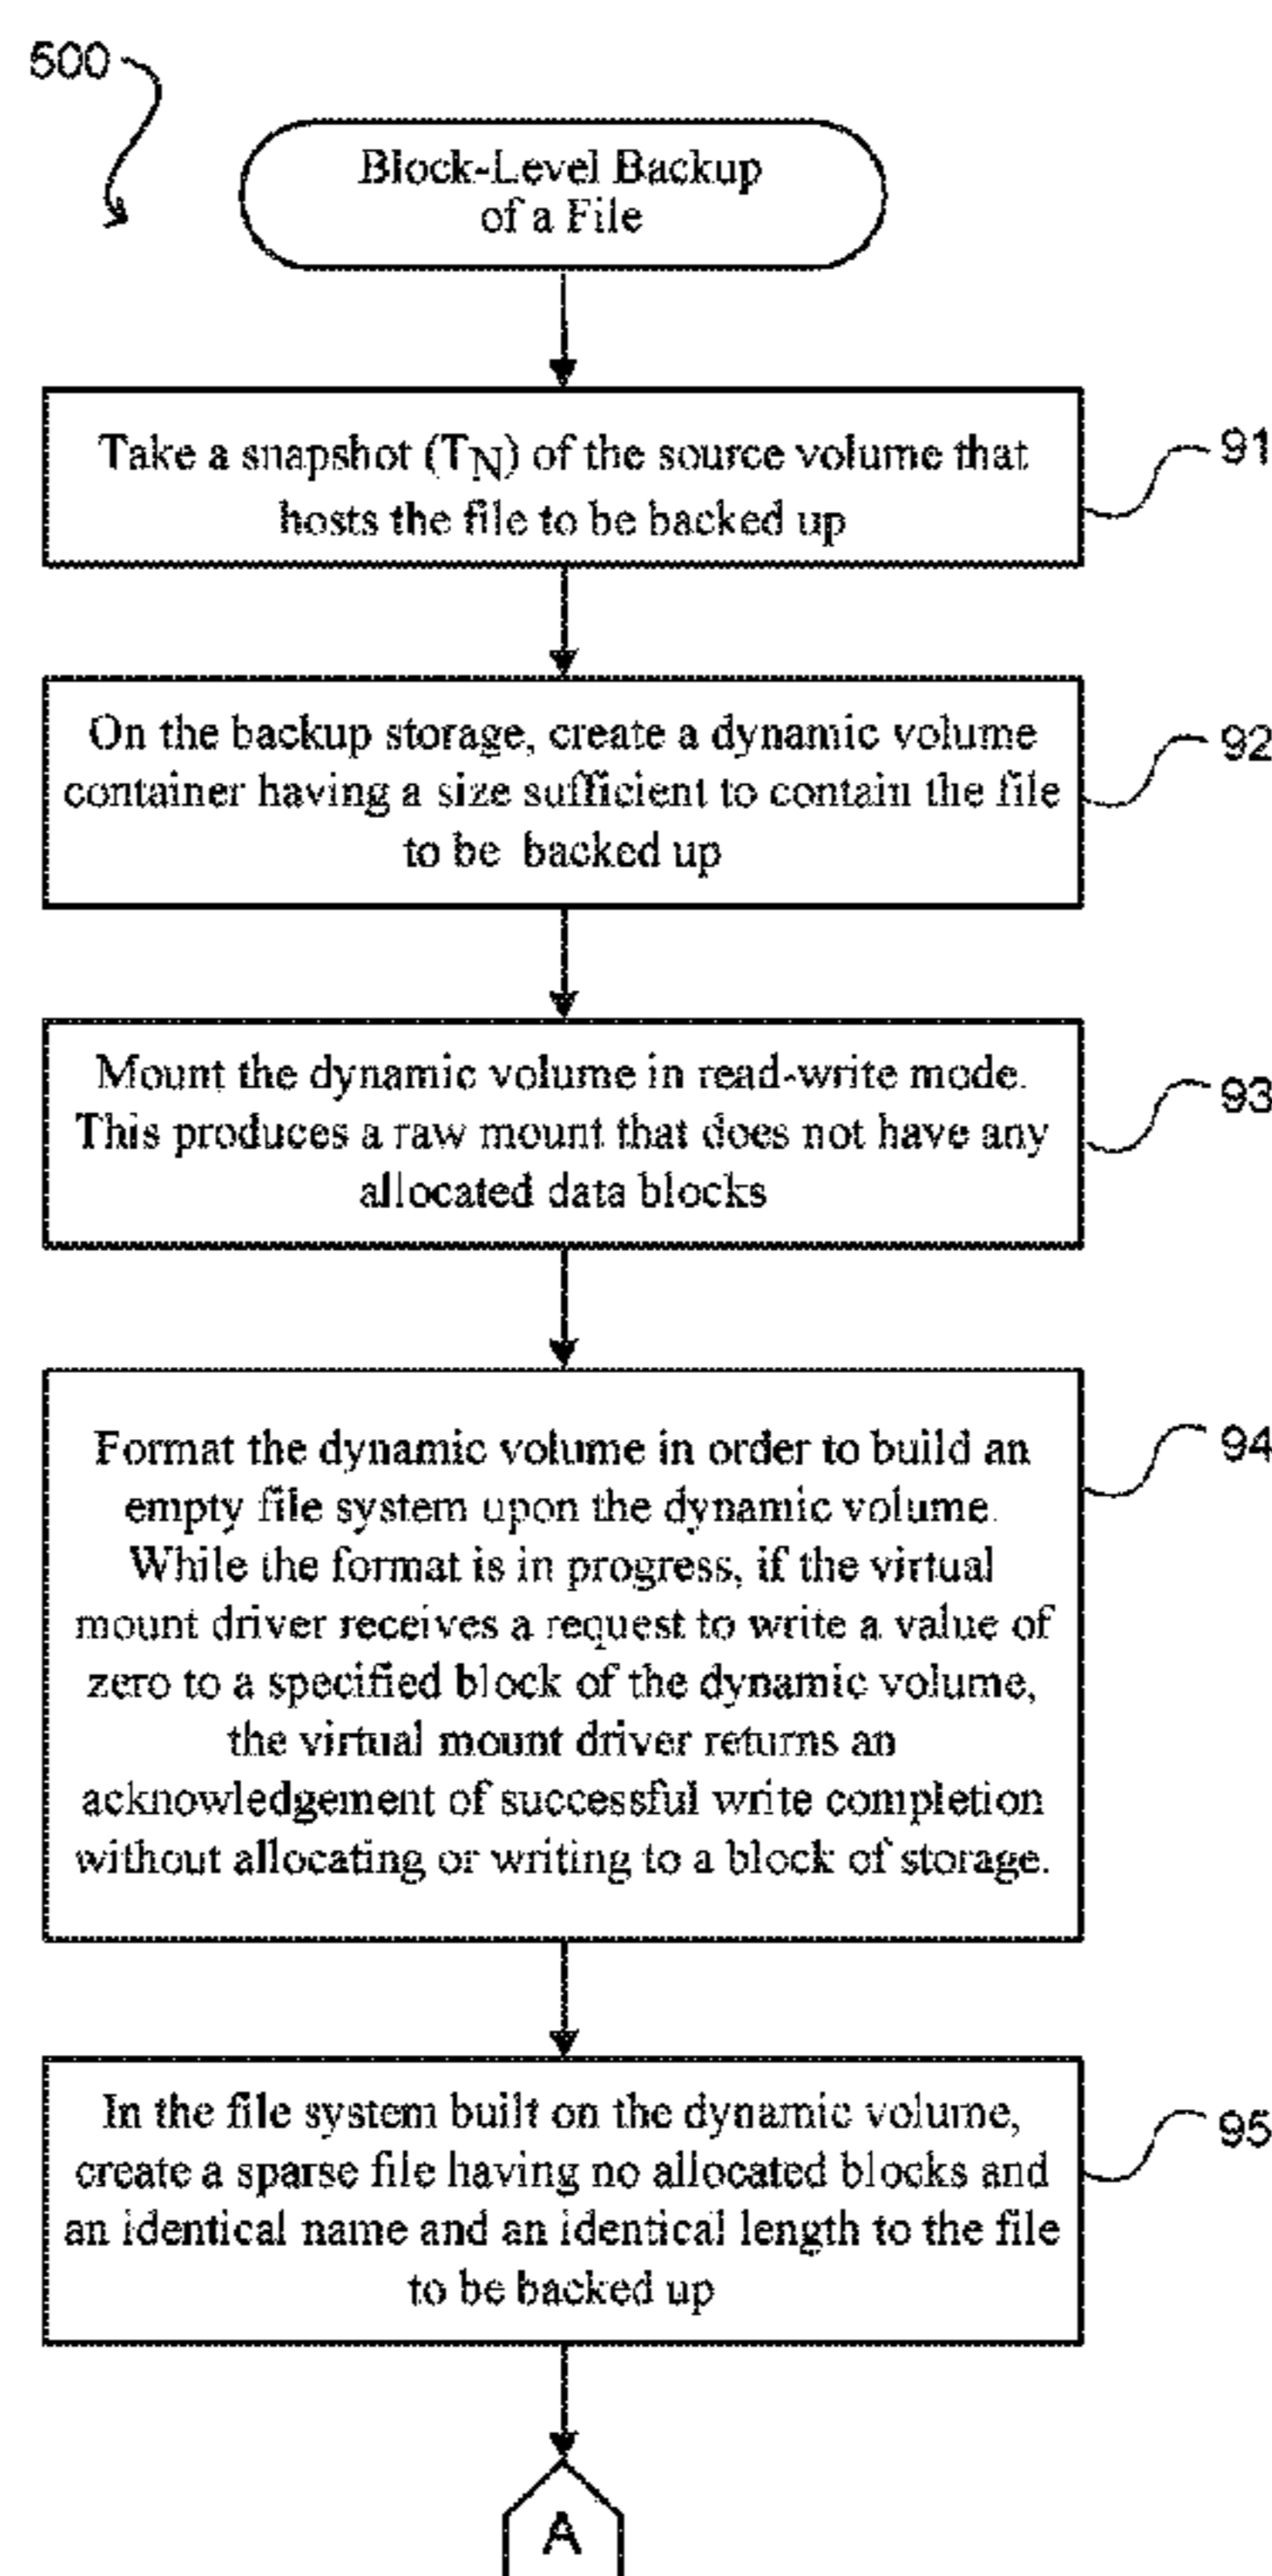 500
Block-Level Backup
of a File
Take a snapshot (TN) of the source volume that
hosts the file to be backed up
91
On the backup storage, create a dynamic volume
container having a size sufficient to contain the file
to be backed up
92
Mount the dynamic volume in read-write mode.
This produces a raw mount that does not have any
allocated data blocks
93
Format the dynamic volume in order to build an
empty file system upon the dynamic volume.
While the format is in progress, if the virtual
mount driver receives a request to write a value of
zero to a specified block of the dynamic volume,
the virtual mount driver returns an
acknowledgement of successful write completion
without allocating or writing to a block of storage.
94
In the file system built on the dynamic volume,
create a sparse file having no allocated blocks and
an identical name and an identical length to the file
to be backed up
95
A